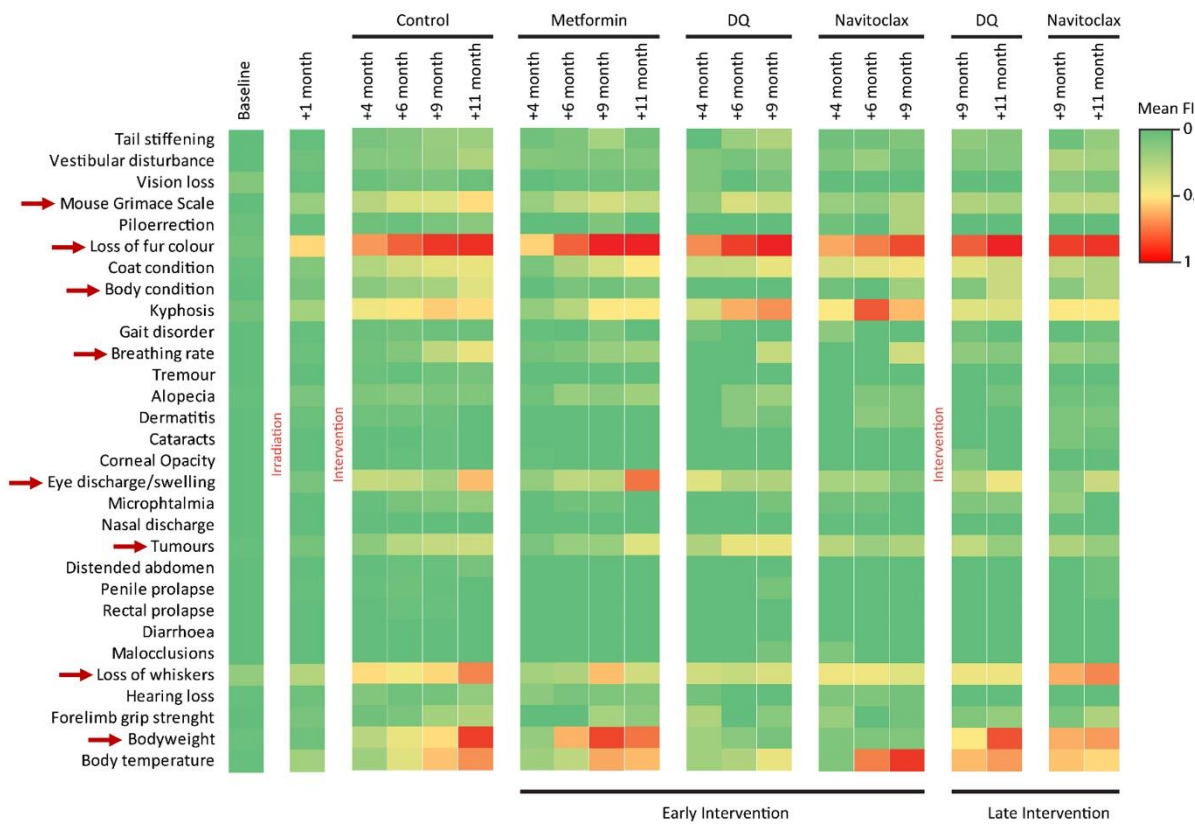 Control
Metformin
DQ
Navitoclax
DQ
Navitoclax
Baseline
+1 month
+4 month
+6 month
+9 month
+11 month
+4 month
+6 month
+9 month
+11 month
+4 month
+6 month
+9 month
+4 month
+6 month
+9 month
+9 month
+11 month
+9 month
+11 month
Mean FI
0
0.
1
Tail stiffening
Vestibular disturbance
Vision loss
Mouse Grimace Scale
Piloerrection
Loss of fur colour
Coat condition
Body condition
Kyphosis
Gait disorder
Breathing rate
Tremour
Alopecia
Dermatitis
Cataracts
Corneal Opacity
Eye discharge/swelling
Microphtalmia
Nasal discharge
Tumours
Distended abdomen
Penile prolapse
Rectal prolapse
Diarrhoea
Malocclusions
Loss of whiskers
Hearing loss
Forelimb grip strenght
Bodyweight
Body temperature
Irradiation
Intervention
Intervention
Early Intervention
Late Intervention